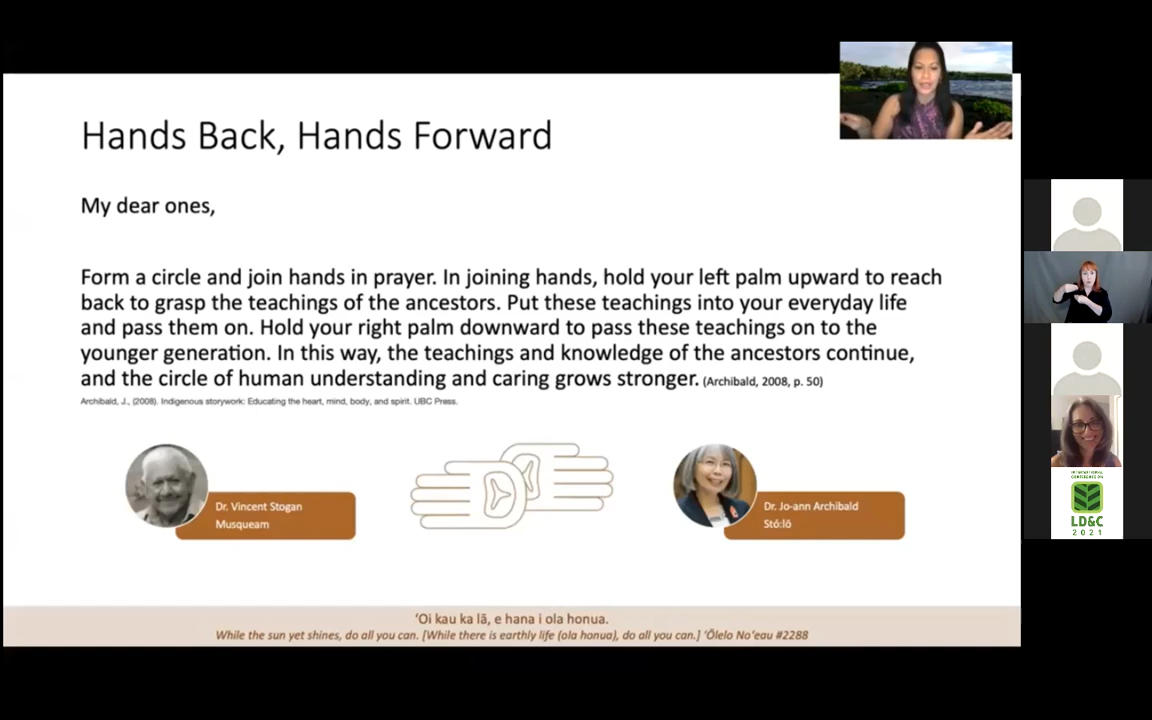 Hands Back, Hands Forward
My dear ones,
Form a circle and join hands in prayer. In joining hands, hold your left palm upward to reach
back to grasp the teachings of the ancestors. Put these teachings into your everyday life
and pass them on. Hold your right palm downward to pass these teachings on to the
younger generation. In this way, the teachings and knowledge of the ancestors continue,
and the circle of human understanding and caring grows stronger. (Archibald, 2008, p. 50)
Archibald, J., (2008). Indigenous storywork: Educating the heart, mind, body, and spirit. UBC Press.
Dr. Vincent Stogan
Musqueam
Dr. Jo-ann Archibald
Stó:lō
ʻOi kau ka lā, e hana i ola honua.
While the sun yet shines, do all you can. [While there is earthly life (ola honua), do all you can.] ʻŌlelo Noʻeau #2288
INTERNATIONAL
CONFERENCE ON
LD&C
2021